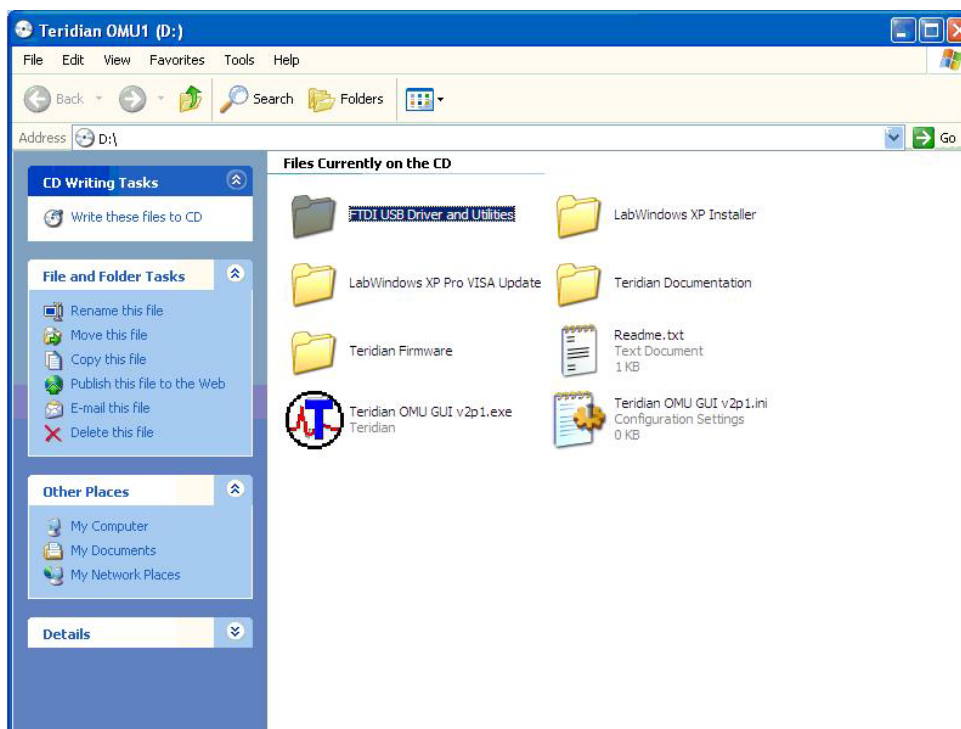 Teridian OMU1 (D:)
File Edit View Favorites Tools Help
Back Search Folders
Address D:\ Go
CD Writing Tasks
Write these files to CD
File and Folder Tasks
Rename this file
Move this file
Copy this file
Publish this file to the Web
E-mail this file
Delete this file
Other Places
My Computer
My Documents
My Network Places
Details
Files Currently on the CD
FTDI USB Driver and Utilities
LabWindows XP Installer
LabWindows XP Pro VISA Update
Teridian Documentation
Teridian Firmware
Readme.txt
Text Document
1 KB
Teridian OMU GUI v2p1.exe
Teridian
Teridian OMU GUI v2p1.ini
Configuration Settings
0 KB